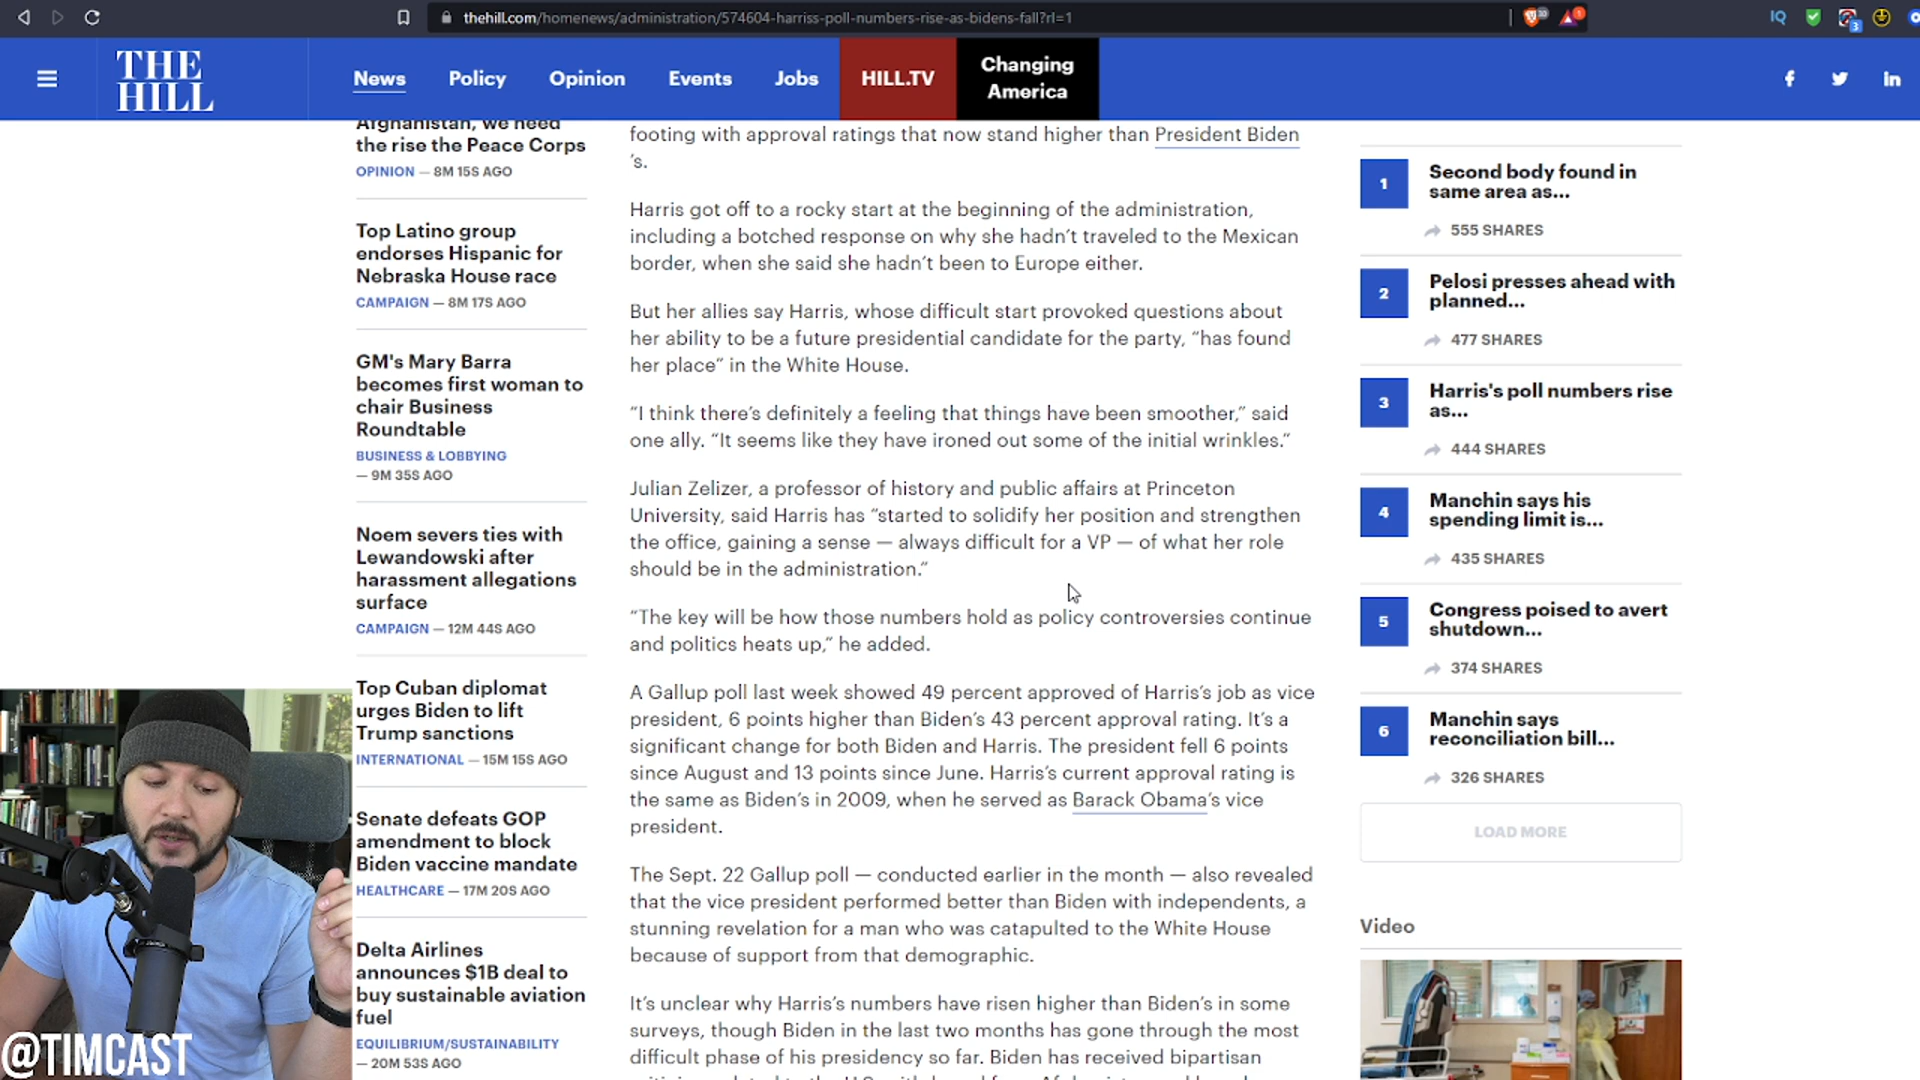 thehill.com/homenews/administration/574604-harriss-poll-numbers-rise-as-bidens-fall?rl=1
IQ
3
THE
HILL
News
Policy
Opinion
Events
Jobs
HILL.TV
Changing
America
Afghanistan, we need
the rise the Peace Corps
OPINION — 8M 15S AGO
Top Latino group
endorses Hispanic for
Nebraska House race
CAMPAIGN — 8M 17S AGO
GM's Mary Barra
becomes first woman to
chair Business
Roundtable
BUSINESS & LOBBYING
— 9M 35S AGO
Noem severs ties with
Lewandowski after
harassment allegations
surface
CAMPAIGN — 12M 44S AGO
Top Cuban diplomat
urges Biden to lift
Trump sanctions
INTERNATIONAL — 15M 15S AGO
Senate defeats GOP
amendment to block
Biden vaccine mandate
HEALTHCARE — 17M 20S AGO
Delta Airlines
announces $1B deal to
buy sustainable aviation
fuel
EQUILIBRIUM/SUSTAINABILITY
— 20M 53S AGO
footing with approval ratings that now stand higher than President Biden
's.
Harris got off to a rocky start at the beginning of the administration,
including a botched response on why she hadn't traveled to the Mexican
border, when she said she hadn't been to Europe either.
But her allies say Harris, whose difficult start provoked questions about
her ability to be a future presidential candidate for the party, “has found
her place” in the White House.
“I think there's definitely a feeling that things have been smoother,” said
one ally. “It seems like they have ironed out some of the initial wrinkles.”
Julian Zelizer, a professor of history and public affairs at Princeton
University, said Harris has “started to solidify her position and strengthen
the office, gaining a sense — always difficult for a VP — of what her role
should be in the administration.”
“The key will be how those numbers hold as policy controversies continue
and politics heats up,” he added.
A Gallup poll last week showed 49 percent approved of Harris's job as vice
president, 6 points higher than Biden's 43 percent approval rating. It's a
significant change for both Biden and Harris. The president fell 6 points
since August and 13 points since June. Harris's current approval rating is
the same as Biden's in 2009, when he served as Barack Obama's vice
president.
The Sept. 22 Gallup poll — conducted earlier in the month — also revealed
that the vice president performed better than Biden with independents, a
stunning revelation for a man who was catapulted to the White House
because of support from that demographic.
It's unclear why Harris's numbers have risen higher than Biden's in some
surveys, though Biden in the last two months has gone through the most
difficult phase of his presidency so far. Biden has received bipartisan
1
Second body found in
same area as...
555 SHARES
2
Pelosi presses ahead with
planned...
477 SHARES
3
Harris's poll numbers rise
as...
444 SHARES
4
Manchin says his
spending limit is...
435 SHARES
5
Congress poised to avert
shutdown...
374 SHARES
6
Manchin says
reconciliation bill...
326 SHARES
LOAD MORE
Video
@TIMCAST